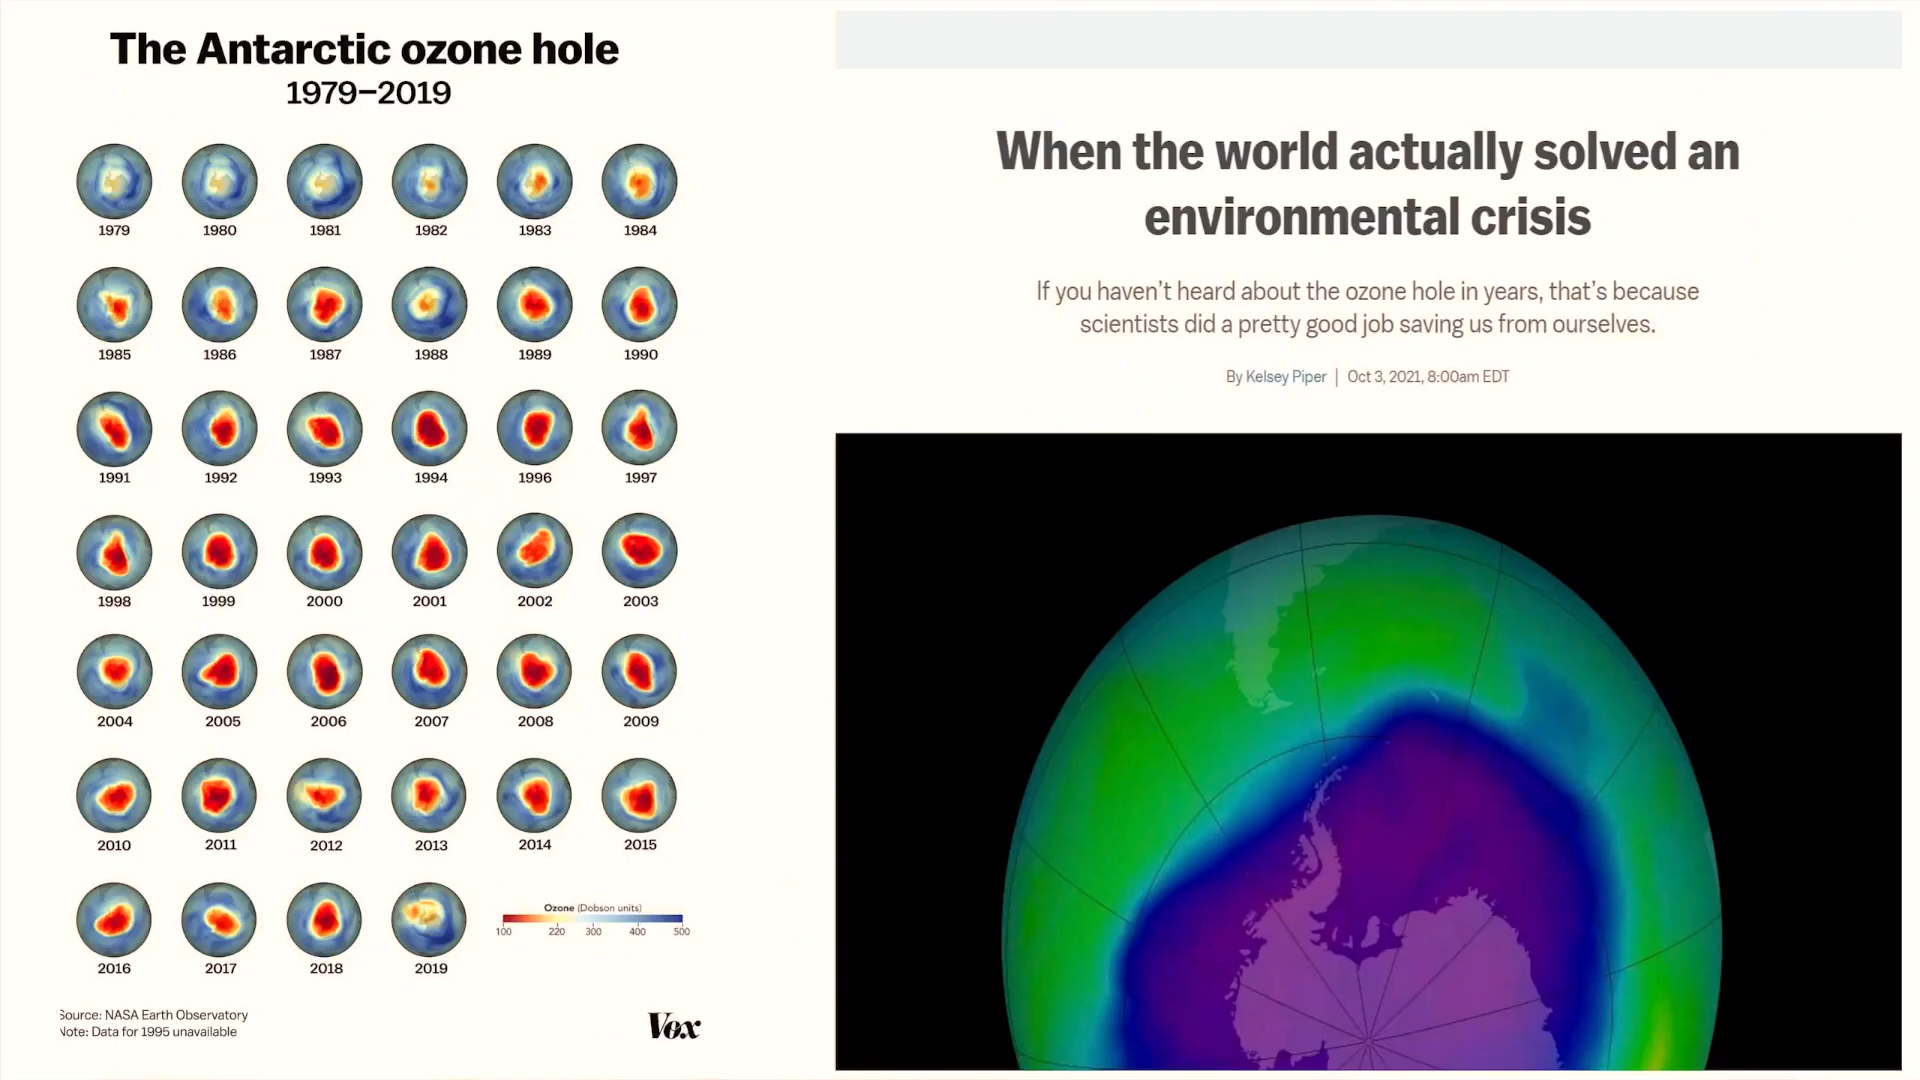 The Antarctic ozone hole
1979–2019
1979 1980 1981 1982 1983 1984
1985 1986 1987 1988 1989 1990
1991 1992 1993 1994 1996 1997
1998 1999 2000 2001 2002 2003
2004 2005 2006 2007 2008 2009
2010 2011 2012 2013 2014 2015
Ozone (Dobson units)
100 220 300 400 500
2016 2017 2018 2019
Source: NASA Earth Observatory
Note: Data for 1995 unavailable
Vox
When the world actually solved an
environmental crisis
If you haven't heard about the ozone hole in years, that's because
scientists did a pretty good job saving us from ourselves.
By Kelsey Piper | Oct 3, 2021, 8:00am EDT